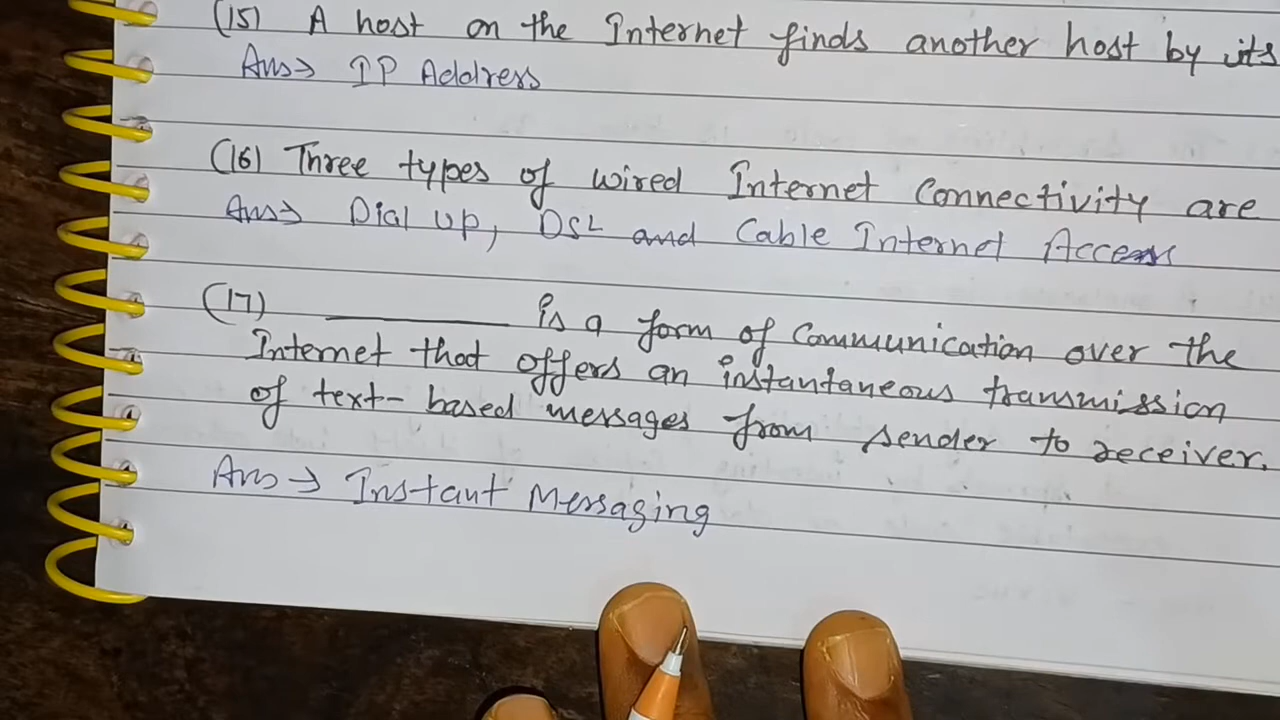 (15) A host on the Internet finds another host by its
Ans→ IP Address
(16) Three types of wired Internet Connectivity are
Ans→ Dial up, DSL and Cable Internet Access
(17) ________ is a form of Communication over the
Internet that offers an instantaneous transmission
of text-based messages from sender to receiver.
Ans→ Instant Messaging